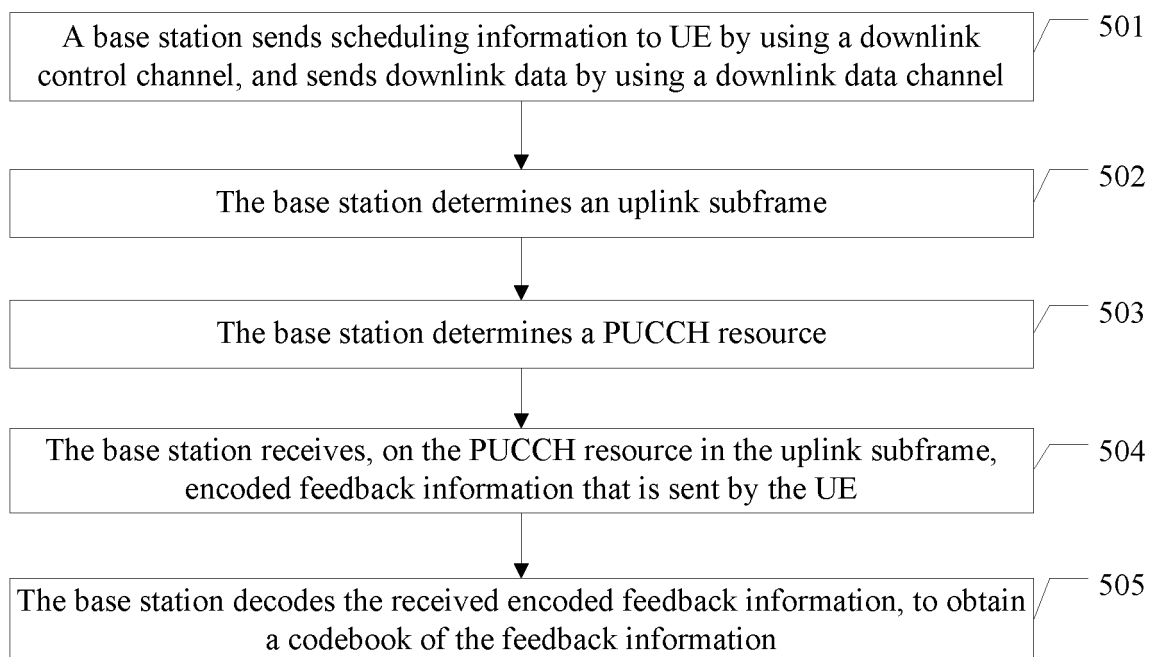 A base station sends scheduling information to UE by using a downlink
control channel, and sends downlink data by using a downlink data channel
501
The base station determines an uplink subframe
502
The base station determines a PUCCH resource
503
The base station receives, on the PUCCH resource in the uplink subframe,
encoded feedback information that is sent by the UE
504
The base station decodes the received encoded feedback information, to obtain
a codebook of the feedback information
505